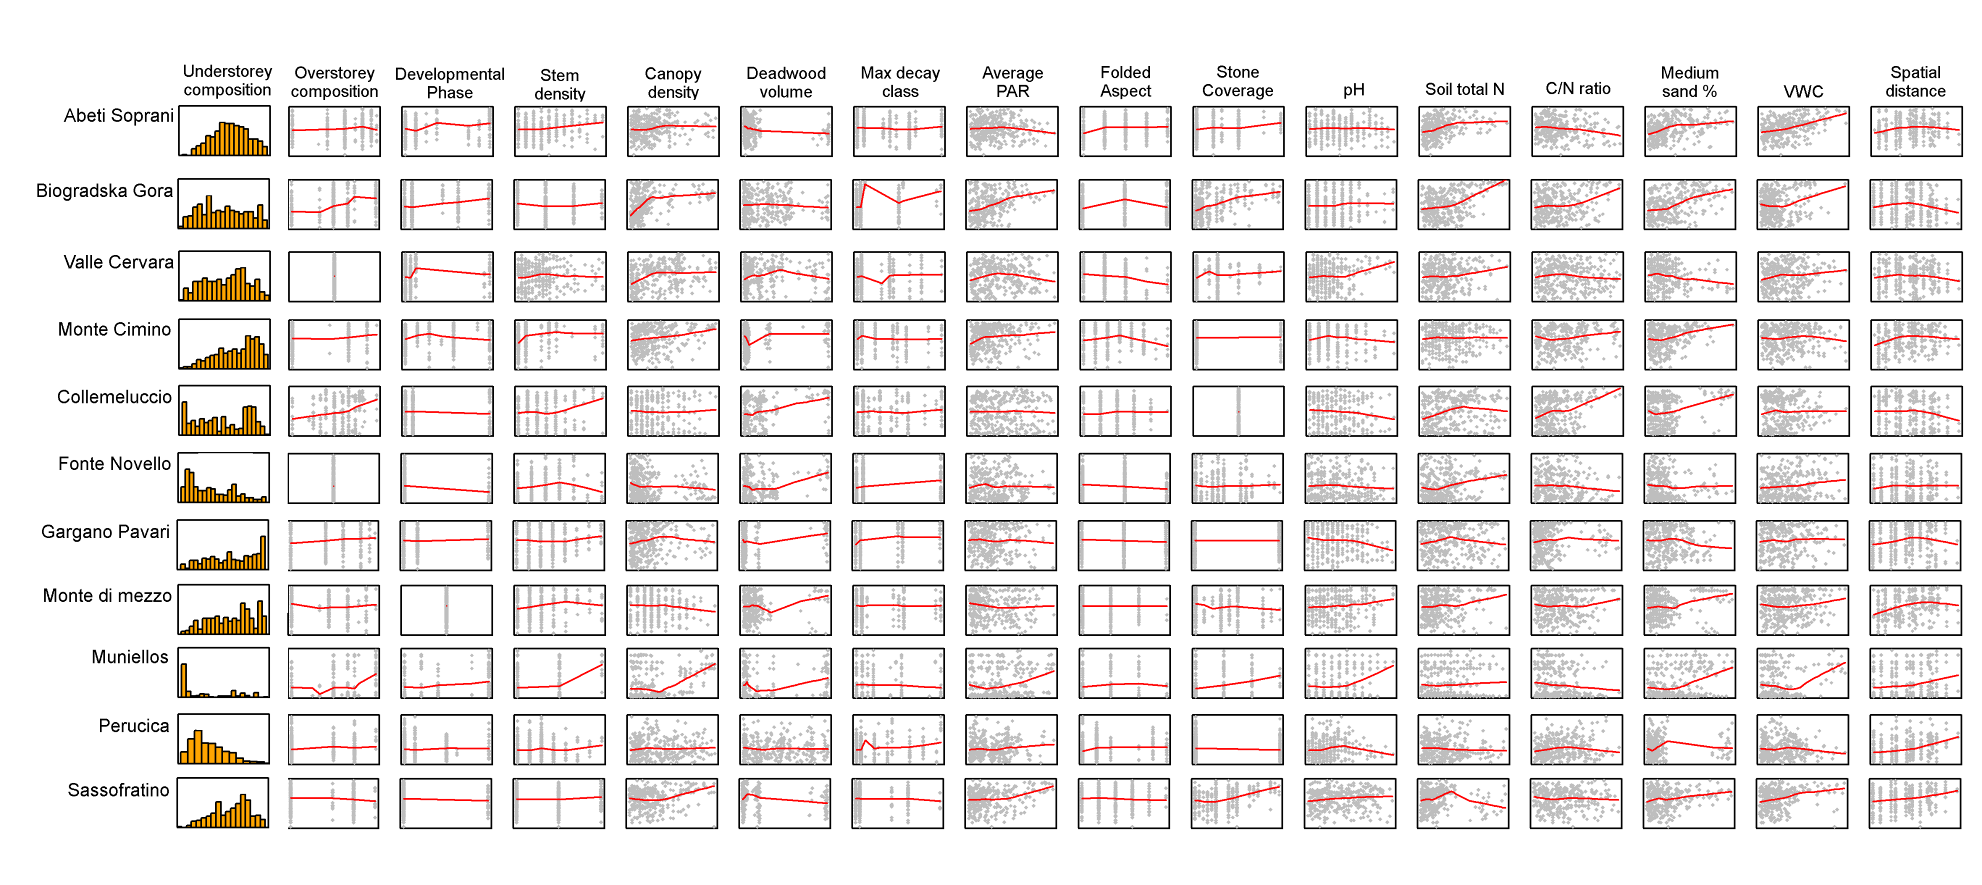 Understorey
composition
Overstorey
composition
Developmental
Phase
Stem
density
Canopy
density
Deadwood
volume
Max decay
class
Average
PAR
Folded
Aspect
Stone
Coverage
pH
Soil total N
C/N ratio
Medium
sand %
VWC
Spatial
distance
Abeti Soprani
Biogradska Gora
Valle Cervara
Monte Cimino
Collemeluccio
Fonte Novello
Gargano Pavari
Monte di mezzo
Muniellos
Perucica
Sassofratino